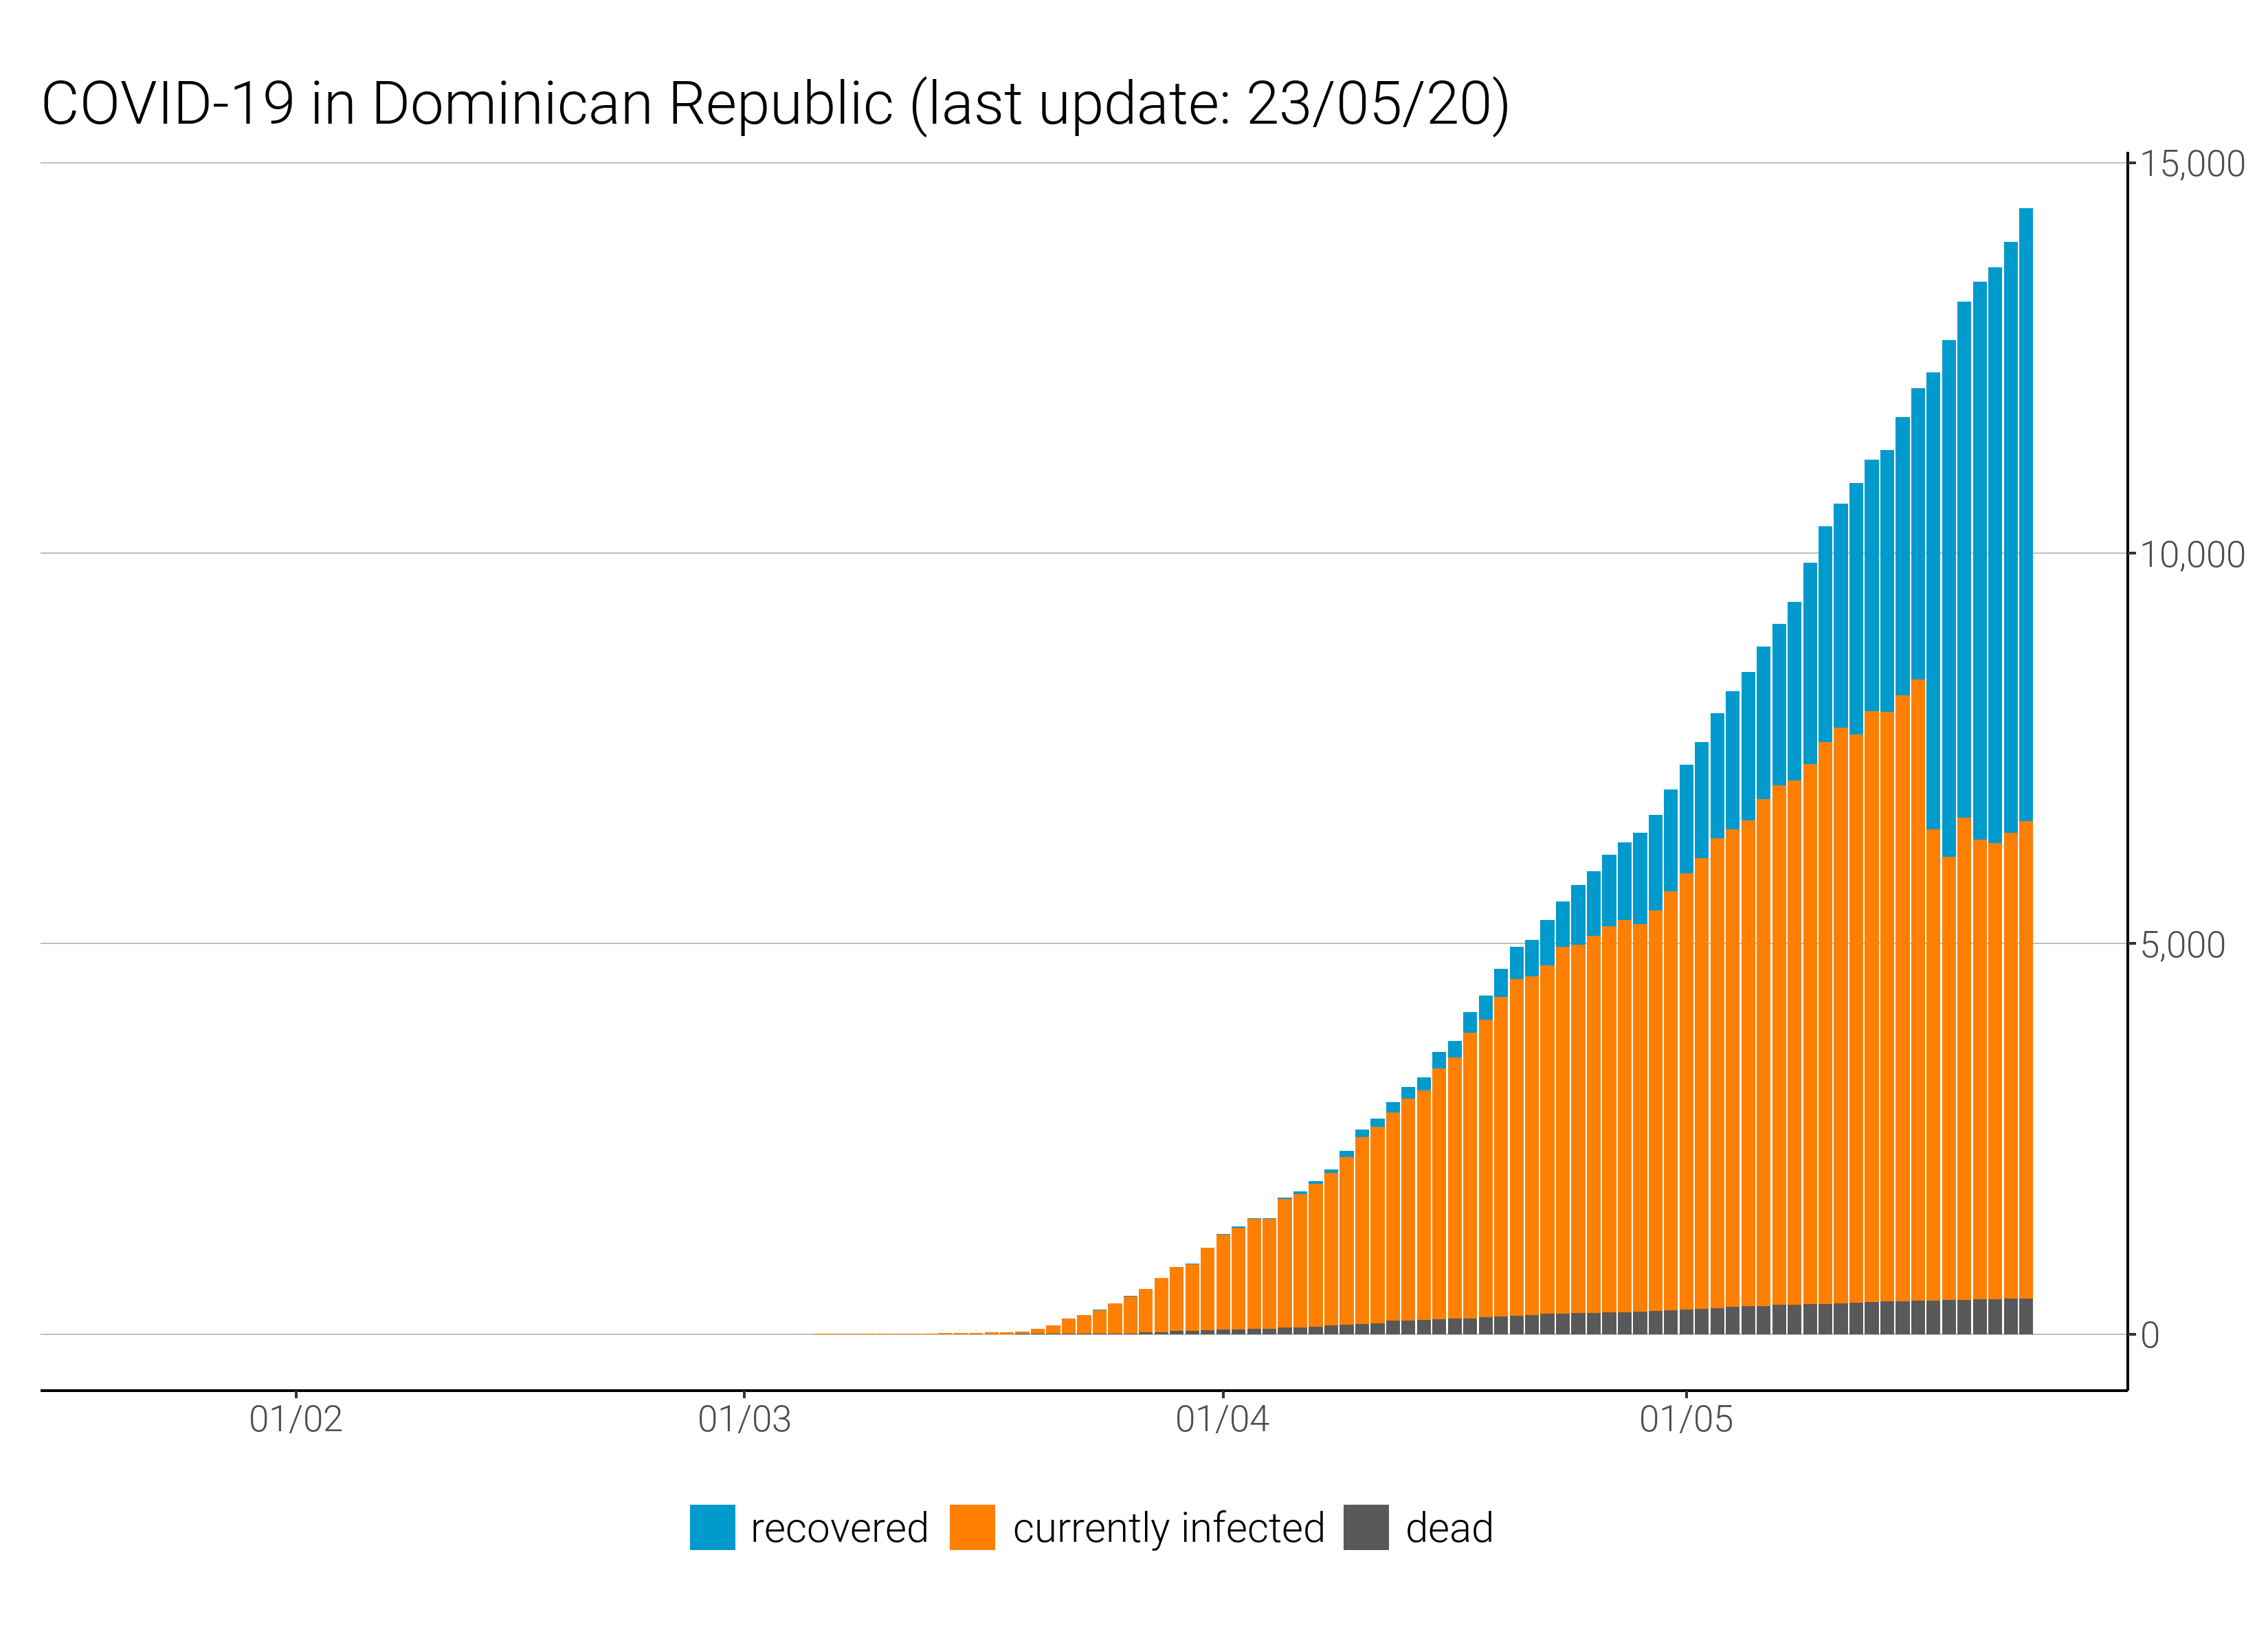 COVID-19 in Dominican Republic (last update: 23/05/20)
15,000
10,000
5,000
0
01/02 01/03 01/04 01/05
recovered currently infected dead